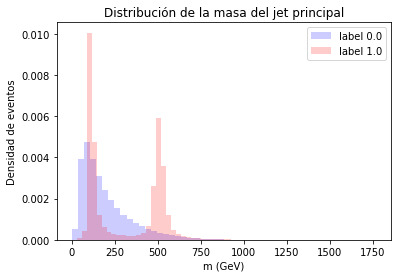 Distribución de la masa del jet principal
label 0.0
label 1.0
Densidad de eventos
0.010
0.008
0.006
0.004
0.002
0.000
0
250
500
750
1000
1250
1500
1750
m (GeV)